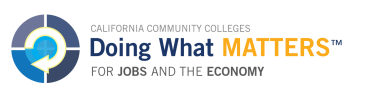 CALIFORNIA COMMUNITY COLLEGES
Doing What MATTERS™
FOR JOBS AND THE ECONOMY